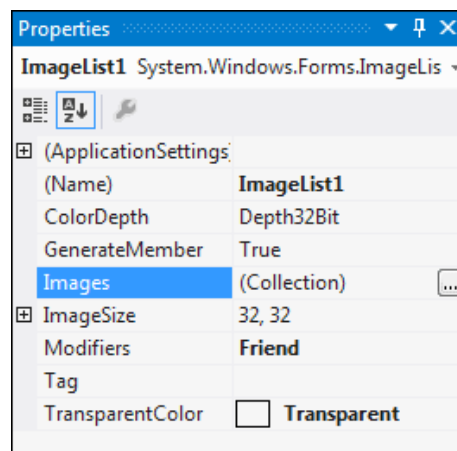 Properties
ImageList1 System.Windows.Forms.ImageLis
(ApplicationSettings
(Name) ImageList1
ColorDepth Depth32Bit
GenerateMember True
Images (Collection) ...
ImageSize 32, 32
Modifiers Friend
Tag
TransparentColor Transparent